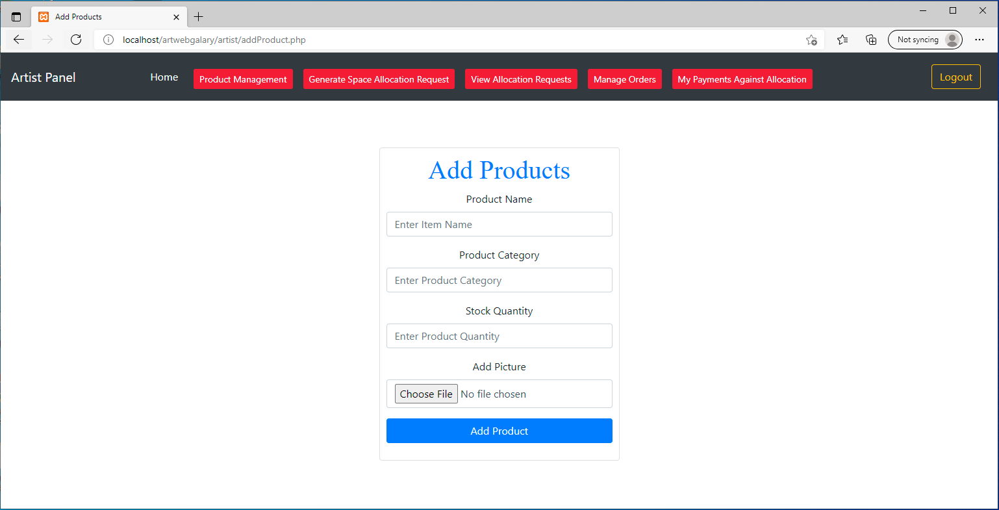 Add Products
localhost/artwebgalary/artist/addProduct.php
Not syncing
Artist Panel Home Product Management Generate Space Allocation Request View Allocation Requests Manage Orders My Payments Against Allocation Logout
Add Products
Product Name
Enter Item Name
Product Category
Enter Product Category
Stock Quantity
Enter Product Quantity
Add Picture
Choose File No file chosen
Add Product